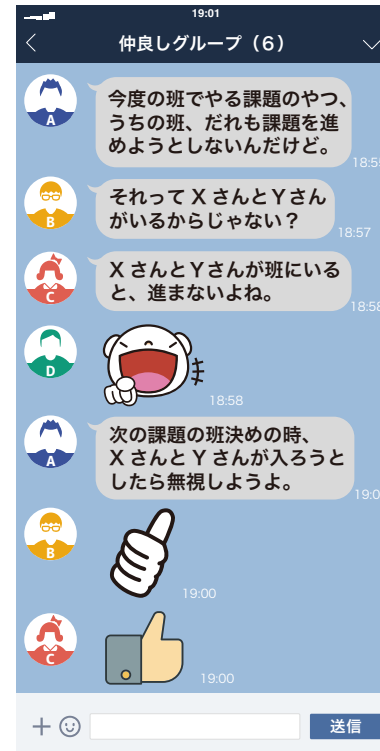 19:01
仲良しグループ（6）
A
今度の班でやる課題のやつ、
うちの班、だれも課題を進
めようとしないんだけど。
B
それって X さんとYさん
がいるからじゃない？
18:57
C
X さんとYさんが班にいる
と、進まないよね。
18:58
D
18:58
A
次の課題の班決めの時、
X さんと Y さんが入ろうと
したら無視しようよ。
B
19:00
C
19:00
送信